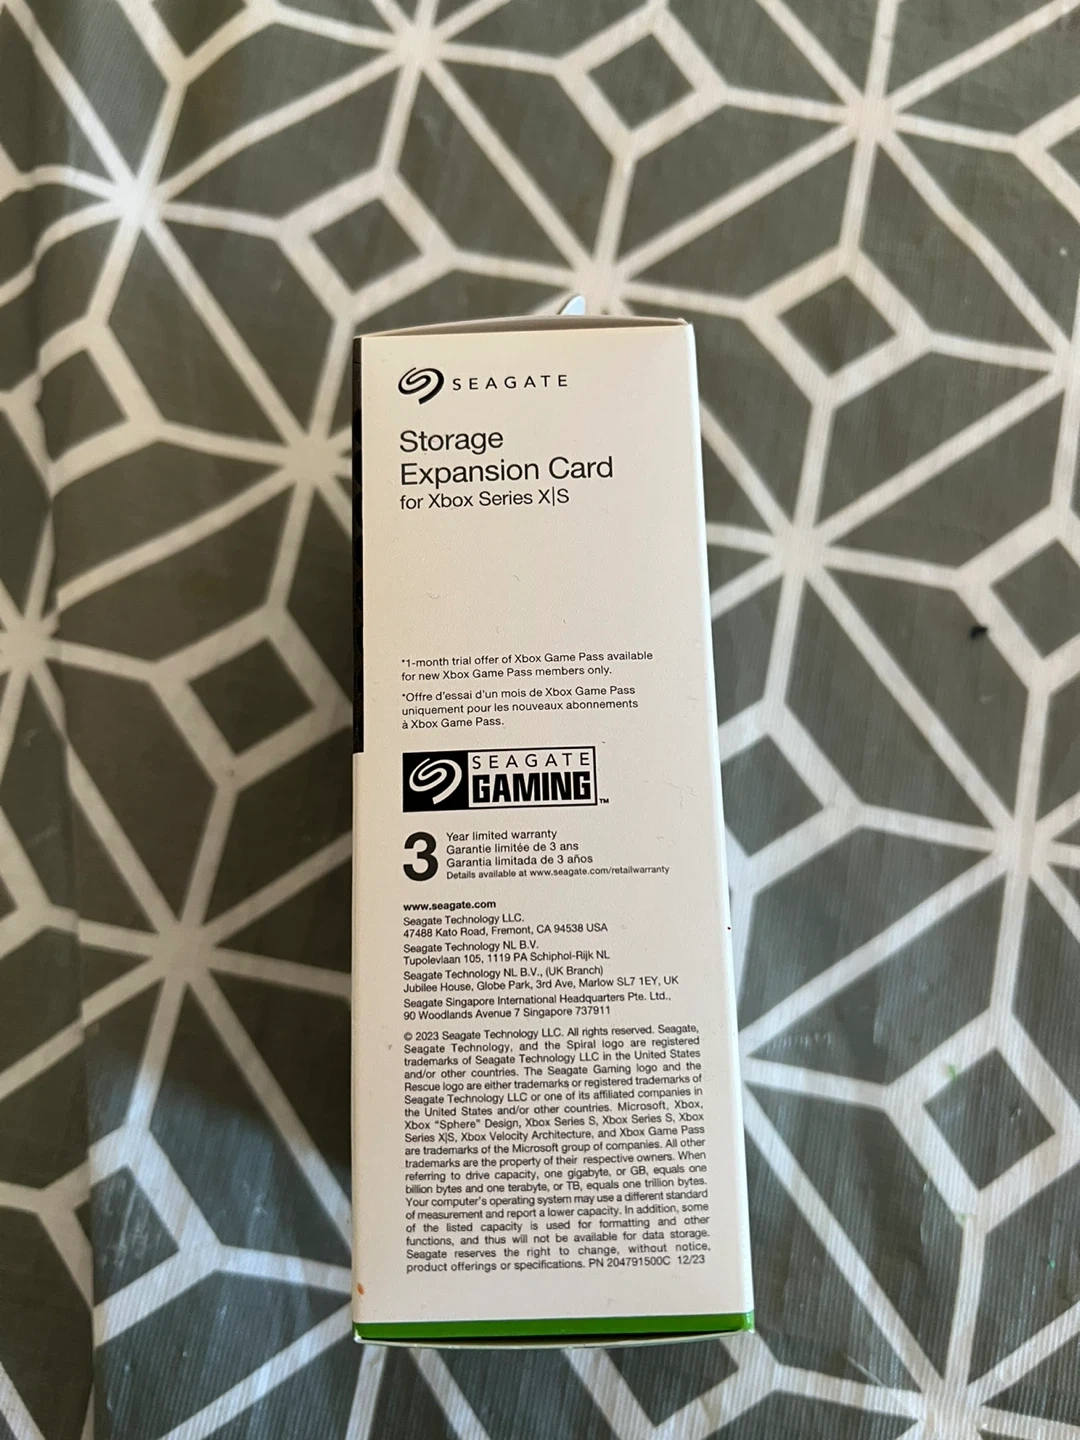 SEAGATE
Storage
Expansion Card
for Xbox Series X|S
*1-month trial offer of Xbox Game Pass available
for new Xbox Game Pass members only.
*Offre d'essai d'un mois de Xbox Game Pass
uniquement pour les nouveaux abonnements
à Xbox Game Pass.
SEAGATE
GAMING™
3 Year limited warranty
Garantie limitée de 3 ans
Garantia limitada de 3 años
Details available at www.seagate.com/retailwarranty
www.seagate.com
Seagate Technology LLC.
47488 Kato Road, Fremont, CA 94538 USA
Seagate Technology NL B.V.
Tupolevlaan 105, 1119 PA Schiphol-Rijk NL
Seagate Technology NL B.V., (UK Branch)
Jubilee House, Globe Park, 3rd Ave, Marlow SL7 1EY, UK
Seagate Singapore International Headquarters Pte. Ltd.,
90 Woodlands Avenue 7 Singapore 737911
© 2023 Seagate Technology LLC. All rights reserved. Seagate,
Seagate Technology, and the Spiral logo are registered
trademarks of Seagate Technology LLC in the United States
and/or other countries. The Seagate Gaming logo and the
Rescue logo are either trademarks or registered trademarks of
Seagate Technology LLC or one of its affiliated companies in
the United States and/or other countries. Microsoft, Xbox,
Xbox "Sphere" Design, Xbox Series S, Xbox Series S, Xbox
Series X|S, Xbox Velocity Architecture, and Xbox Game Pass
are trademarks of the Microsoft group of companies. All other
trademarks are the property of their respective owners. When
referring to drive capacity, one gigabyte, or GB, equals one
billion bytes and one terabyte, or TB, equals one trillion bytes.
Your computer's operating system may use a different standard
of measurement and report a lower capacity. In addition, some
of the listed capacity is used for formatting and other
functions, and thus will not be available for data storage.
Seagate reserves the right to change, without notice,
product offerings or specifications. PN 204791500C 12/23